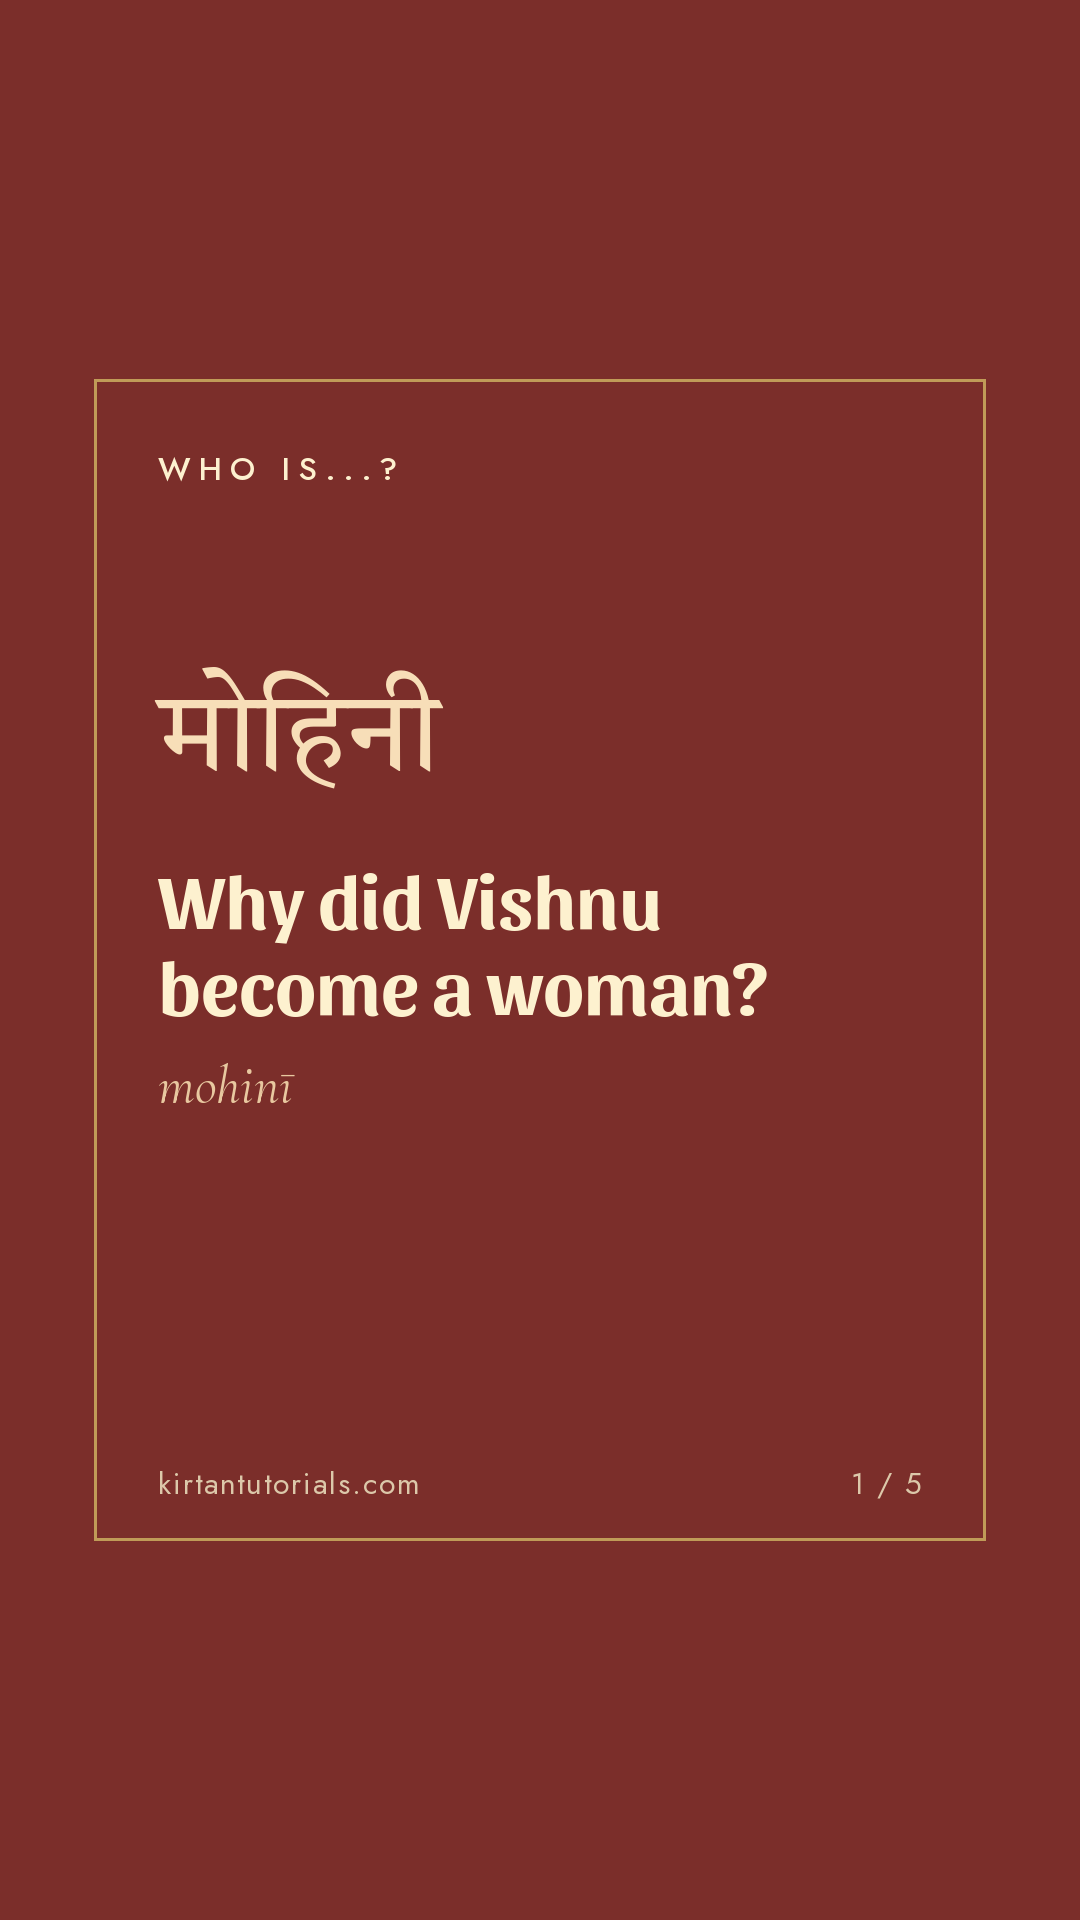 WHO IS...?
मोहिनी
Why did Vishnu
become a woman?
mohinī
kirtantutorials.com
1 / 5